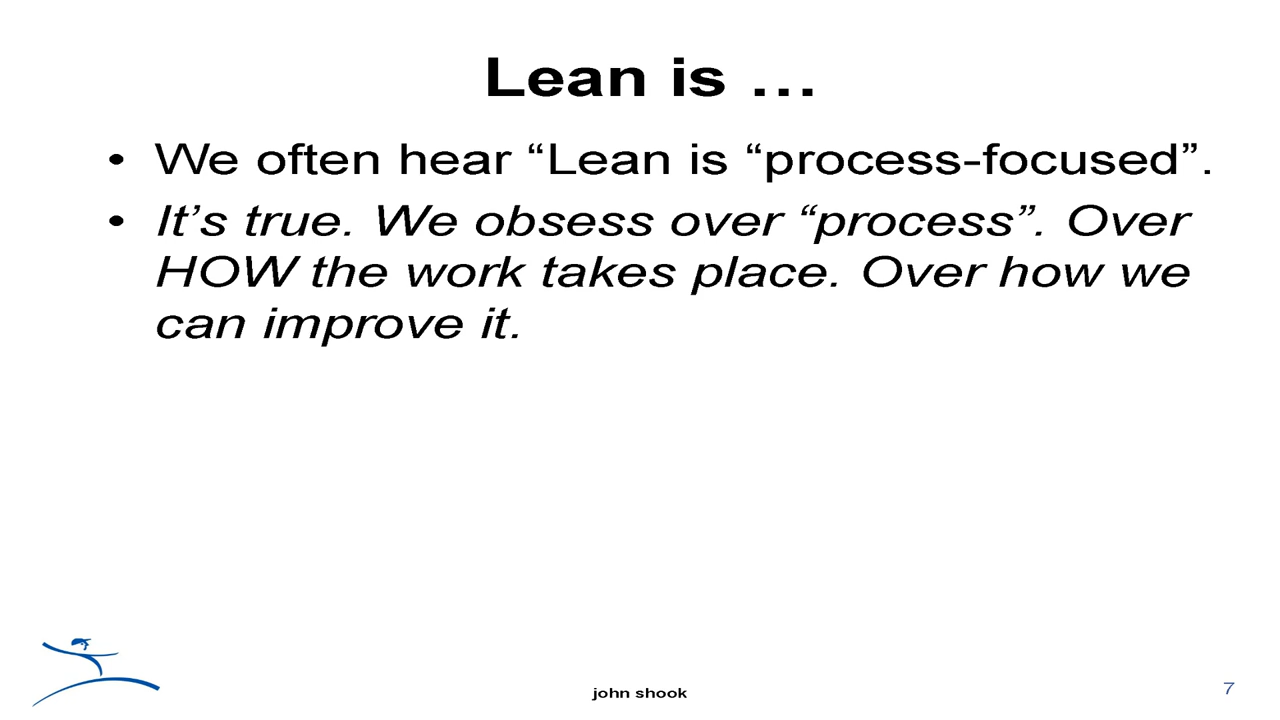 Lean is …
• We often hear “Lean is “process-focused”.
• It’s true. We obsess over “process”. Over
HOW the work takes place. Over how we
can improve it.
john shook
7